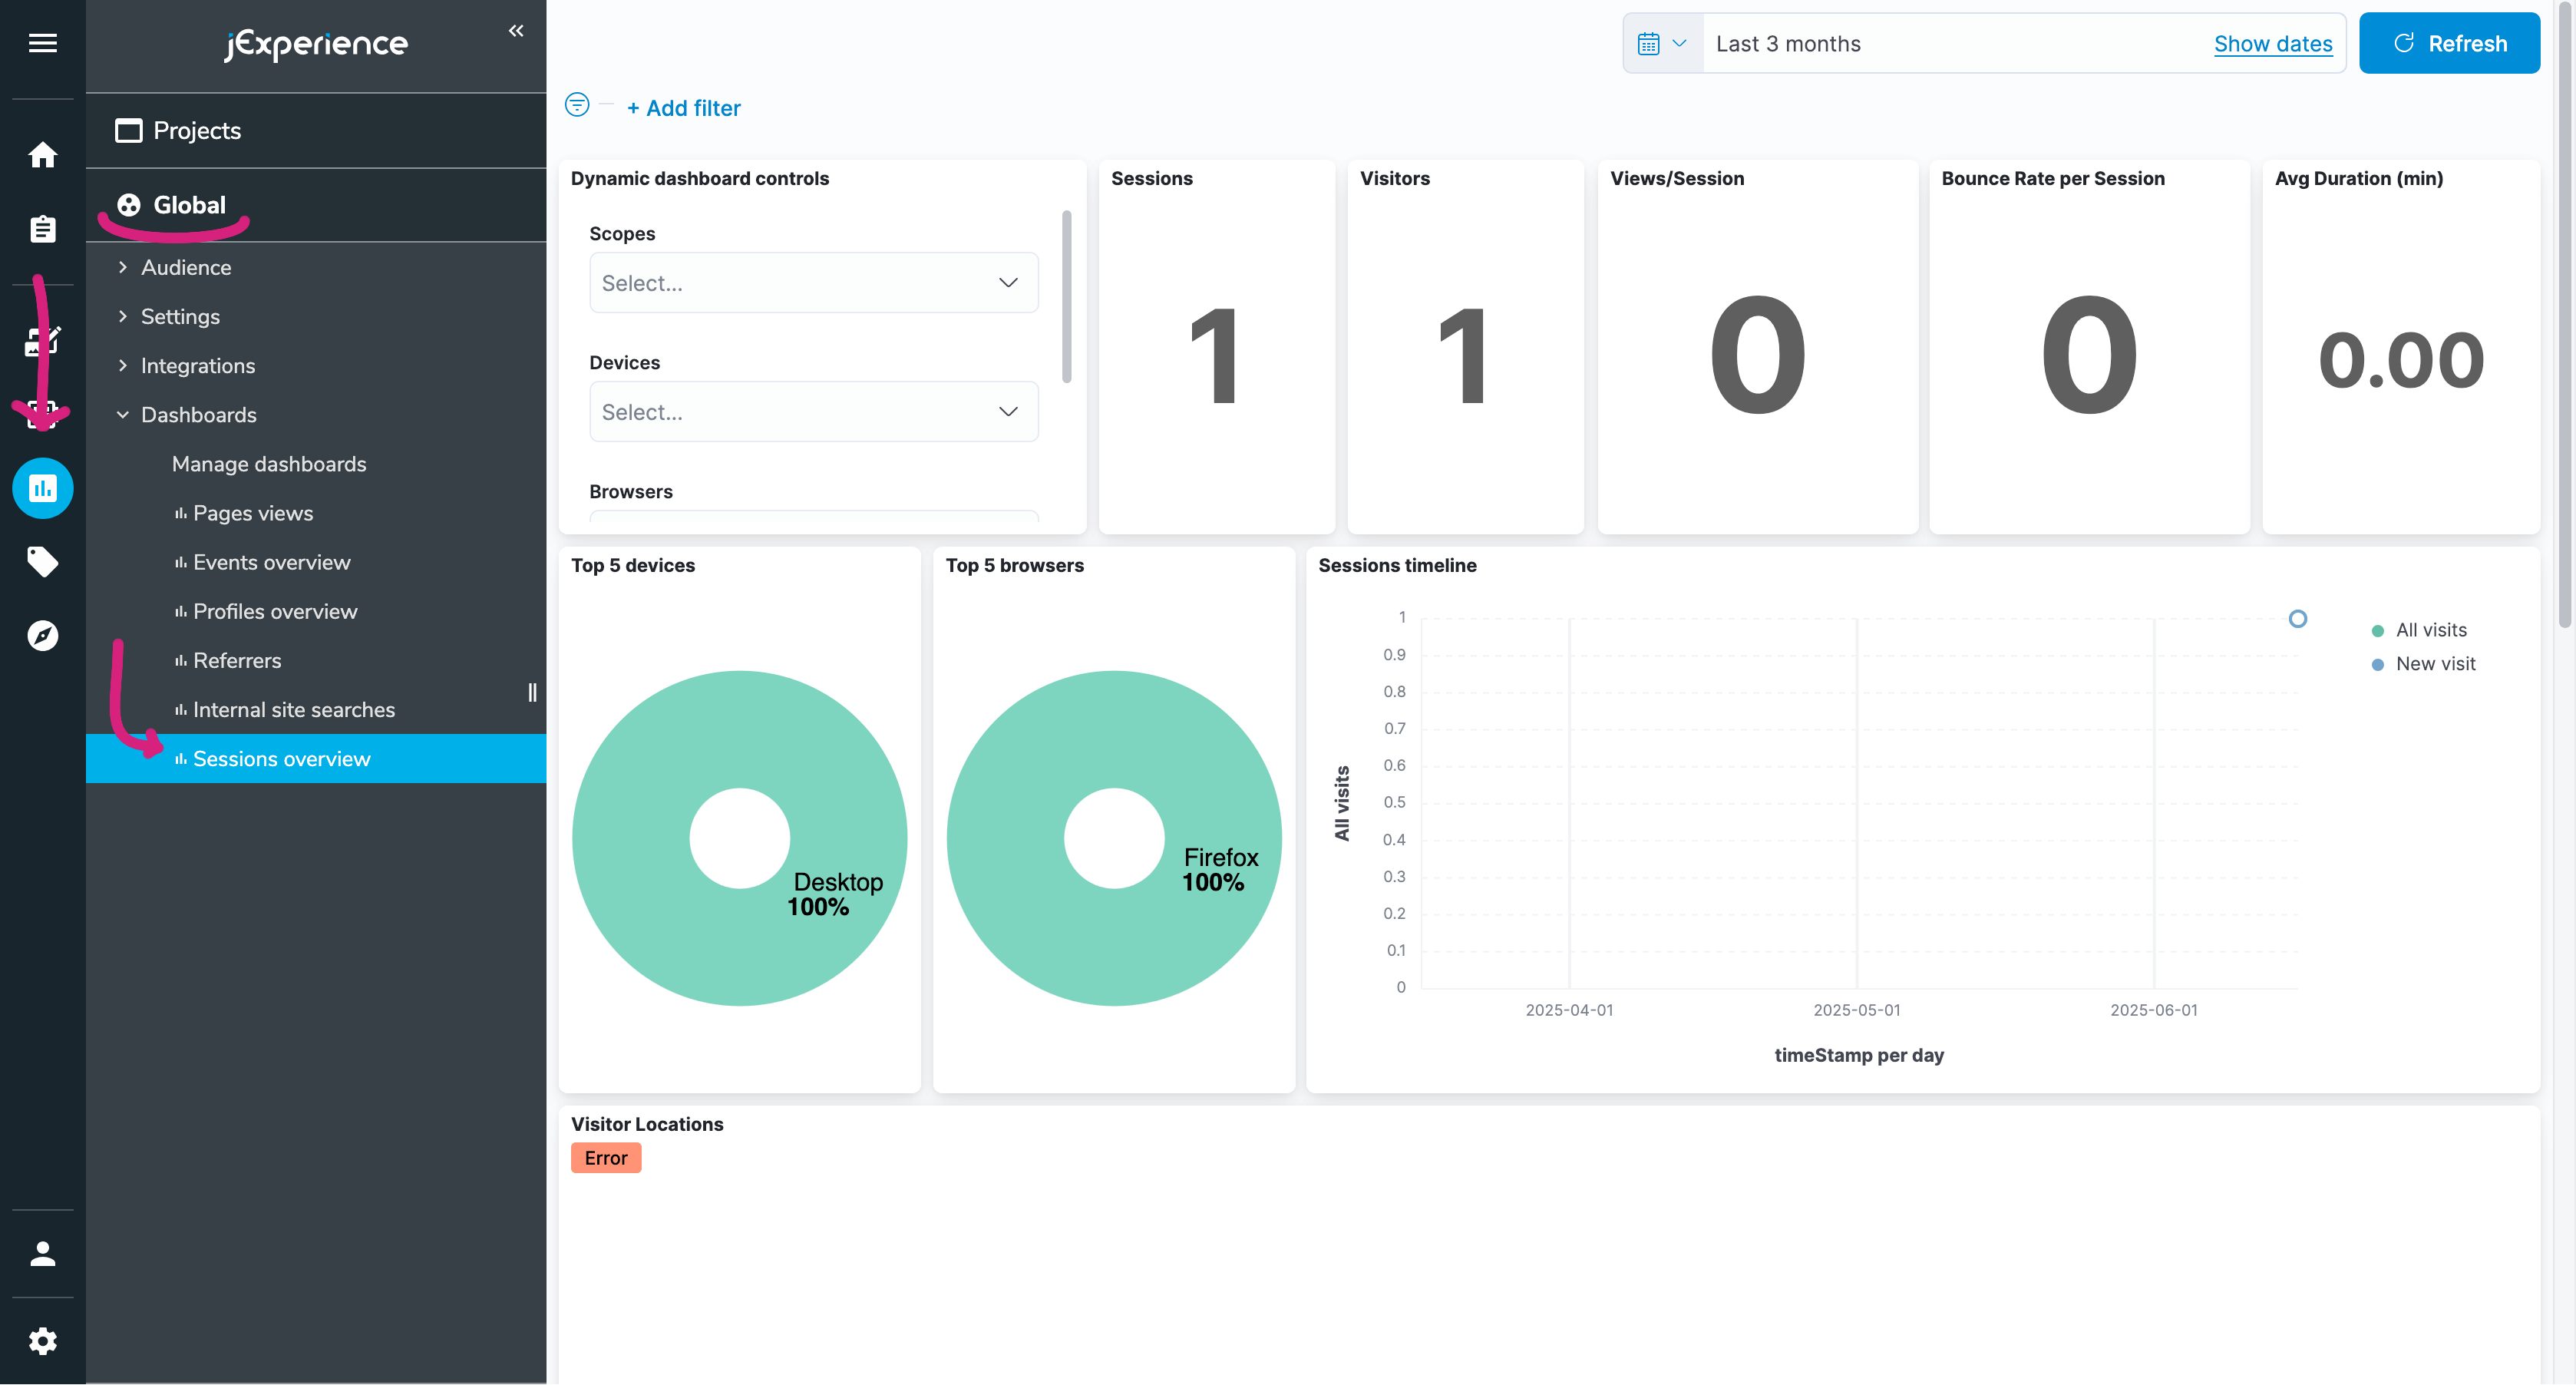 jExperience
Projects
Global
Audience
Settings
Integrations
Dashboards
Manage dashboards
Pages views
Events overview
Profiles overview
Referrers
Internal site searches
Sessions overview
Last 3 months
Show dates
Refresh
+ Add filter
Dynamic dashboard controls
Scopes
Select...
Devices
Select...
Browsers
Sessions
1
Visitors
1
Views/Session
0
Bounce Rate per Session
0
Avg Duration (min)
0.00
Top 5 devices
Desktop
100%
Top 5 browsers
Firefox
100%
Sessions timeline
1
0.9
0.8
0.7
0.6
0.5
0.4
0.3
0.2
0.1
0
All visits
2025-04-01
2025-05-01
2025-06-01
timeStamp per day
All visits
New visit
Visitor Locations
Error